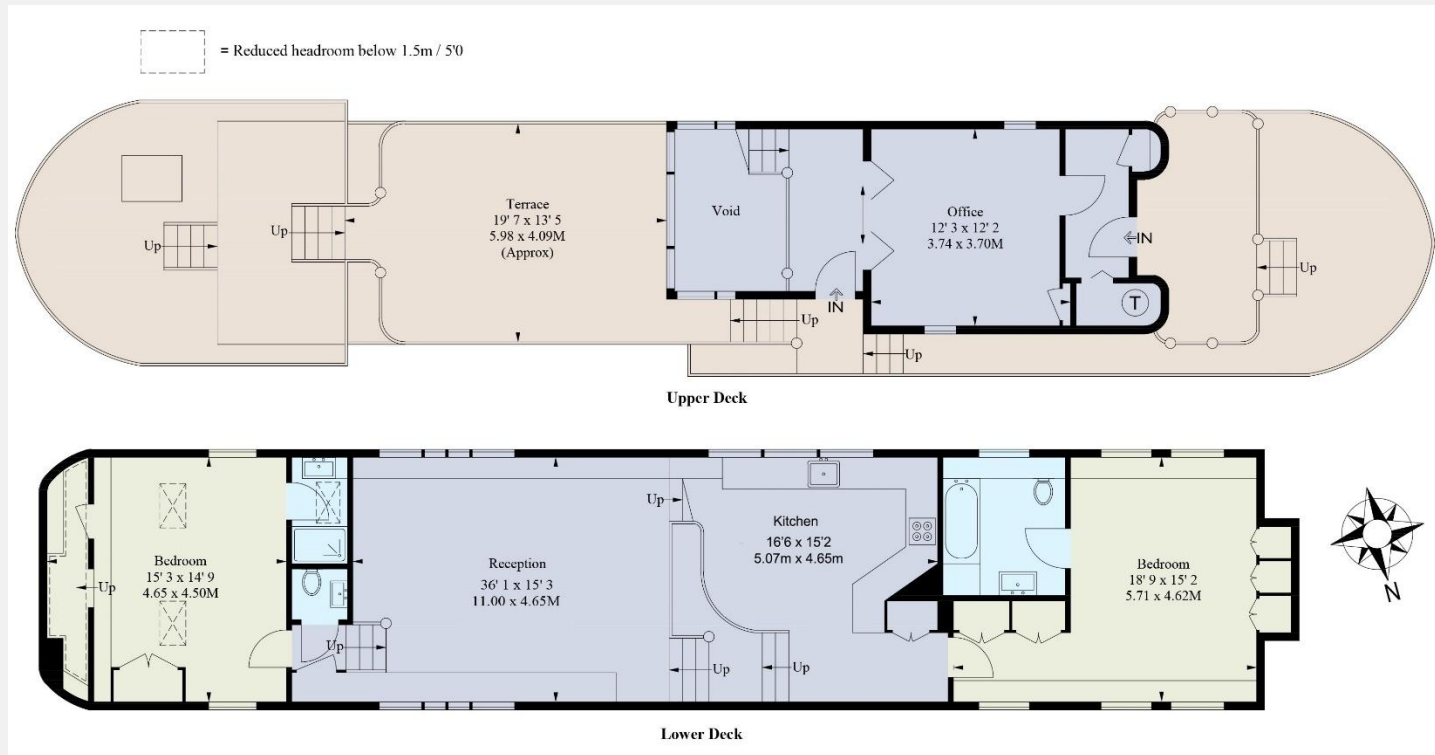 = Reduced headroom below 1.5m / 5'0
Terrace
19' 7 x 13' 5
5.98 x 4.09M
(Approx)
Void
Office
12' 3 x 12' 2
3.74 x 3.70M
Up
Up
Up
Up
Up
IN
IN
T
Upper Deck
Bedroom
15' 3 x 14' 9
4.65 x 4.50M
Up
Up
Reception
36' 1 x 15' 3
11.00 x 4.65M
Up
Kitchen
16'6 x 15'2
5.07m x 4.65m
Up
Up
Bedroom
18' 9 x 15' 2
5.71 x 4.62M
N
Lower Deck